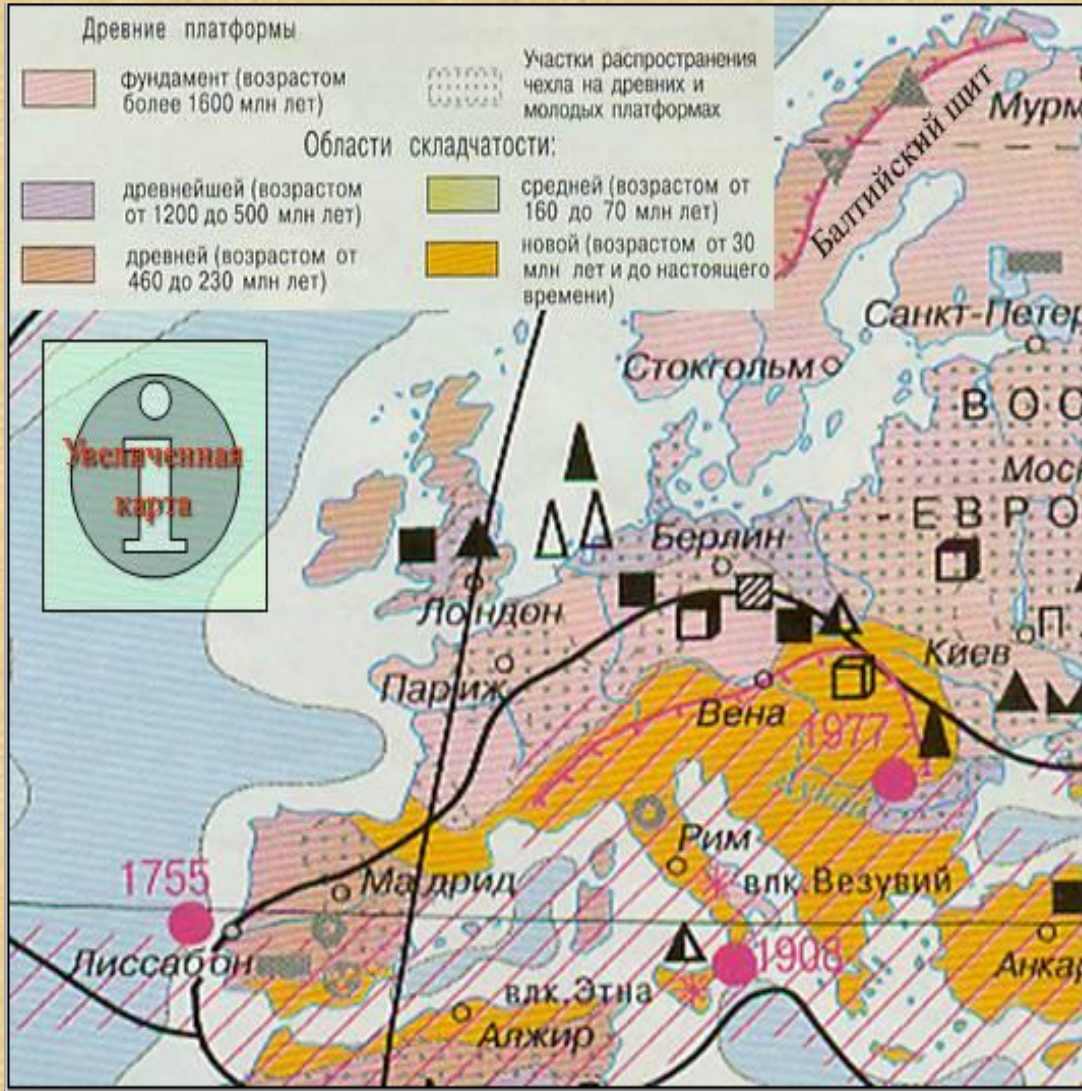 Древние платформы
фундамент (возрастом
более 1600 млн лет)
Участки распространения
чехла на древних и
молодых платформах
Области складчатости:
древнейшей (возрастом
от 1200 до 500 млн лет)
средней (возрастом от
160 до 70 млн лет)
древней (возрастом от
460 до 230 млн лет)
новой (возрастом от 30
млн лет и до настоящего
времени)
Балтийский щит
Мурм
Санкт-Петер
Стокгольм
ВОС
Моск
ЕВРО
Увеличенная
карта
Берлин
Лондон
П
Киев
Париж
Вена
1977
Дунай
Рим
1755
Мадрид
влк.Везувий
Лиссабон
1908
Анкар
влк.Этна
Алжир